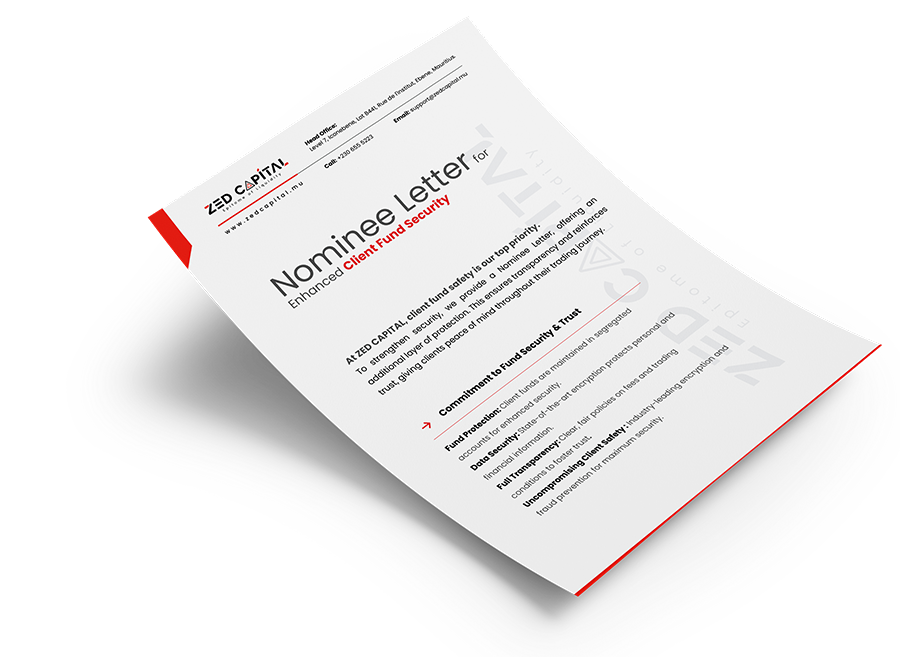 ZED CAPITAL
Epitome of Liquidity
www.zedcapital.mu
Head Office:
Level 7, Iconebene, Lot B441, Rue de l'institut, Ebene, Mauritius.
Call: +230 655 5223
Email: support@zedcapital.mu
Nominee Letter for
Enhanced Client Fund Security
At ZED CAPITAL, client fund safety is our top priority.
To strengthen security, we provide a Nominee Letter, offering an
additional layer of protection. This ensures transparency and reinforces
trust, giving clients peace of mind throughout their trading journey.
Commitment to Fund Security & Trust
Fund Protection: Client funds are maintained in segregated
accounts for enhanced security.
Data Security: State-of-the-art encryption protects personal and
financial information.
Full Transparency: Clear, fair policies on fees and trading
conditions to foster trust.
Uncompromising Client Safety : Industry-leading encryption and
fraud prevention for maximum security.
ZED CAPITAL
Epitome of Liquidity